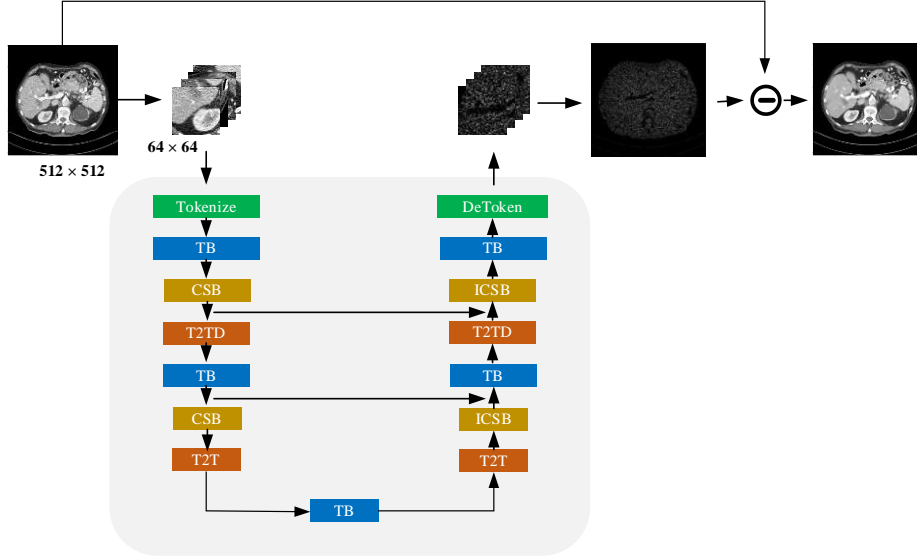 64 × 64
512 × 512
Tokenize
TB
CSB
T2TD
TB
CSB
T2T
TB
DeToken
TB
ICSB
T2TD
TB
ICSB
T2T